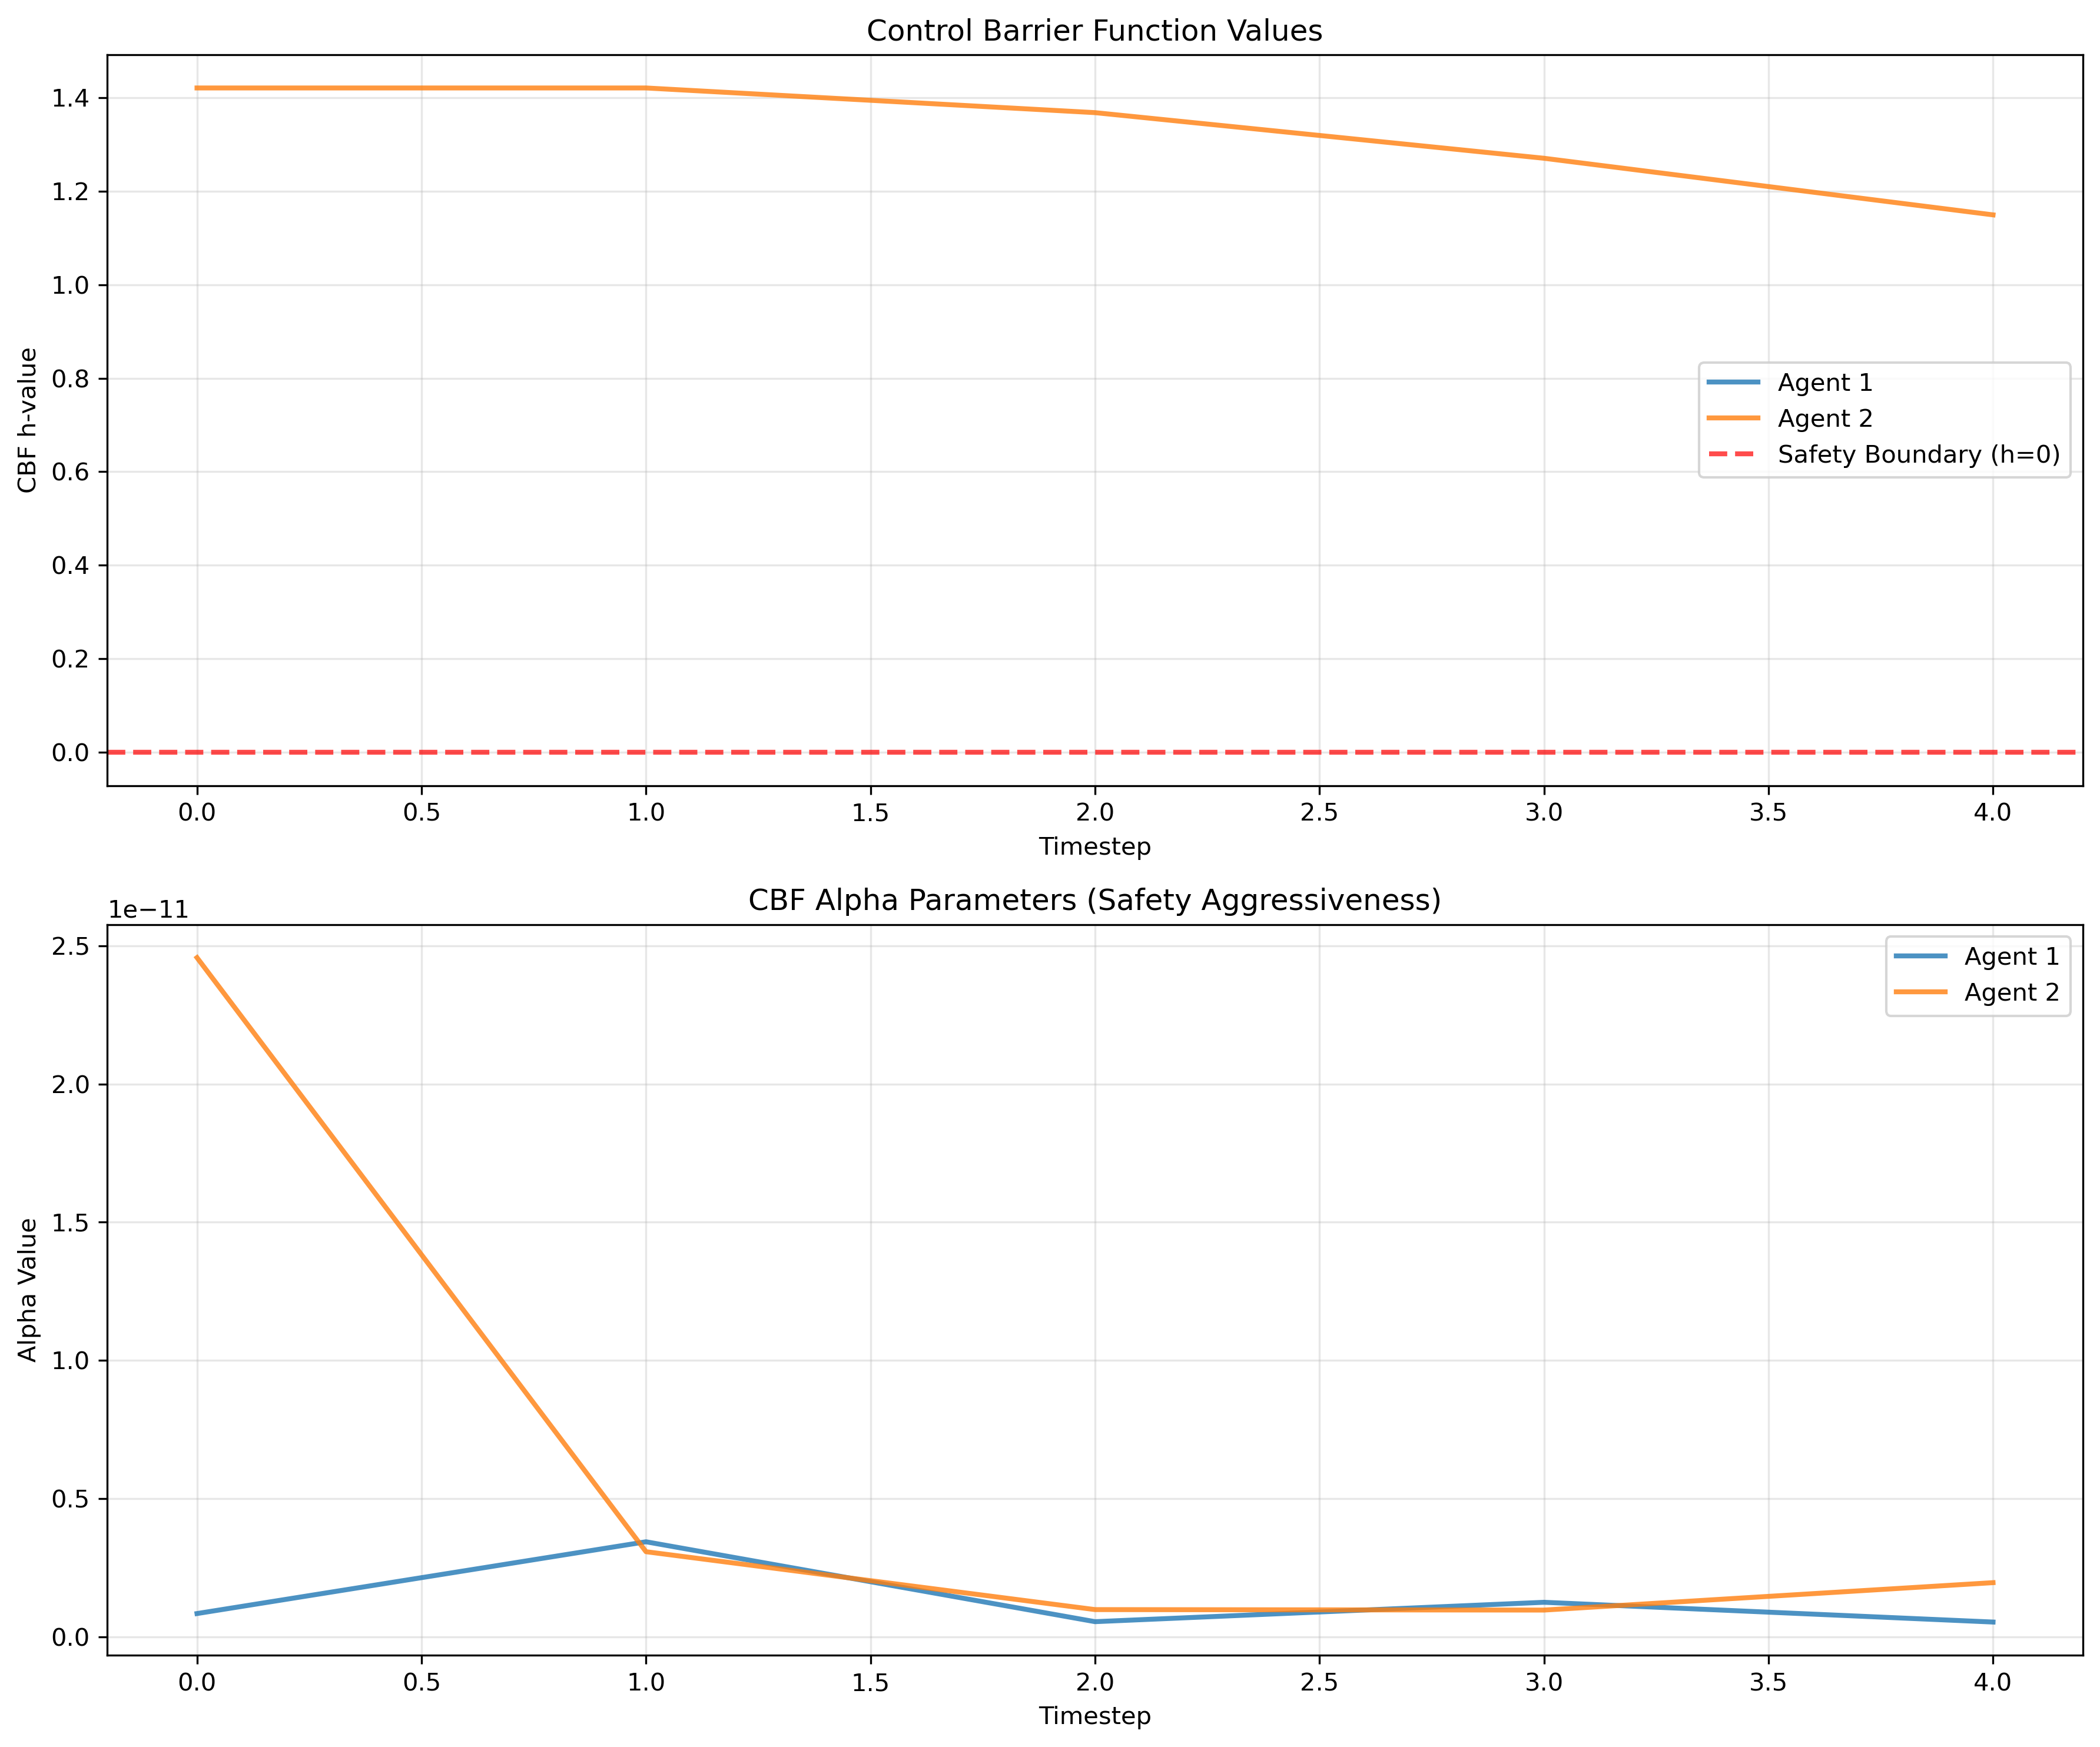 Control Barrier Function Values
CBF h-value
1.4
1.2
1.0
0.8
0.6
0.4
0.2
0.0
Agent 1
Agent 2
Safety Boundary (h=0)
0.0 0.5 1.0 1.5 2.0 2.5 3.0 3.5 4.0
Timestep
CBF Alpha Parameters (Safety Aggressiveness)
1e−11
Alpha Value
2.5
2.0
1.5
1.0
0.5
0.0
Agent 1
Agent 2
0.0 0.5 1.0 1.5 2.0 2.5 3.0 3.5 4.0
Timestep